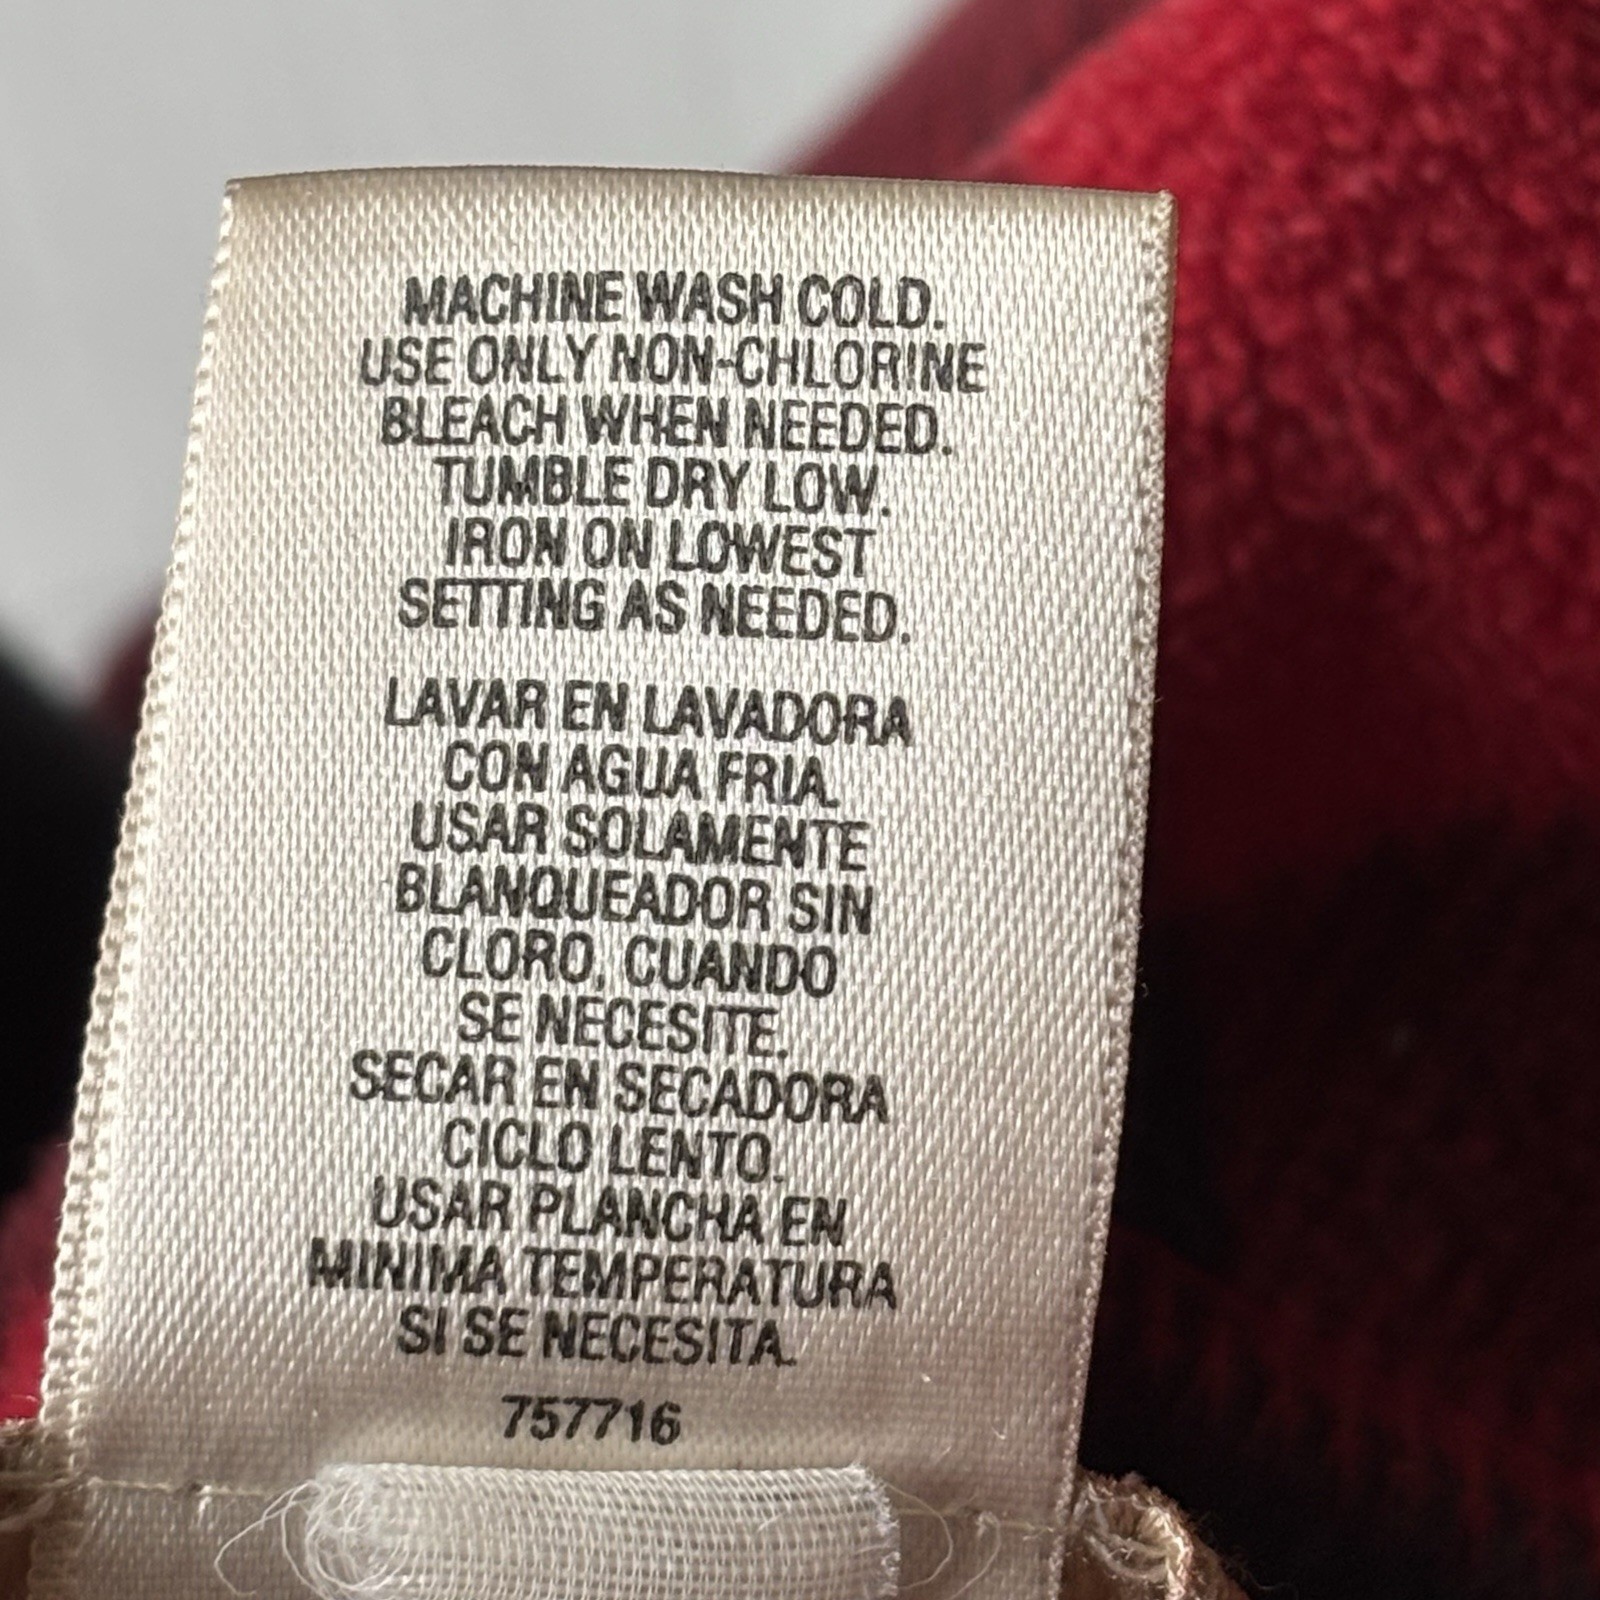 MACHINE WASH COLD.
USE ONLY NON-CHLORINE
BLEACH WHEN NEEDED.
TUMBLE DRY LOW.
IRON ON LOWEST
SETTING AS NEEDED.
LAVAR EN LAVADORA
CON AGUA FRIA.
USAR SOLAMENTE
BLANQUEADOR SIN
CLORO, CUANDO
SE NECESITE.
SECAR EN SECADORA
CICLO LENTO.
USAR PLANCHA EN
MINIMA TEMPERATURA
SI SE NECESITA.
757716